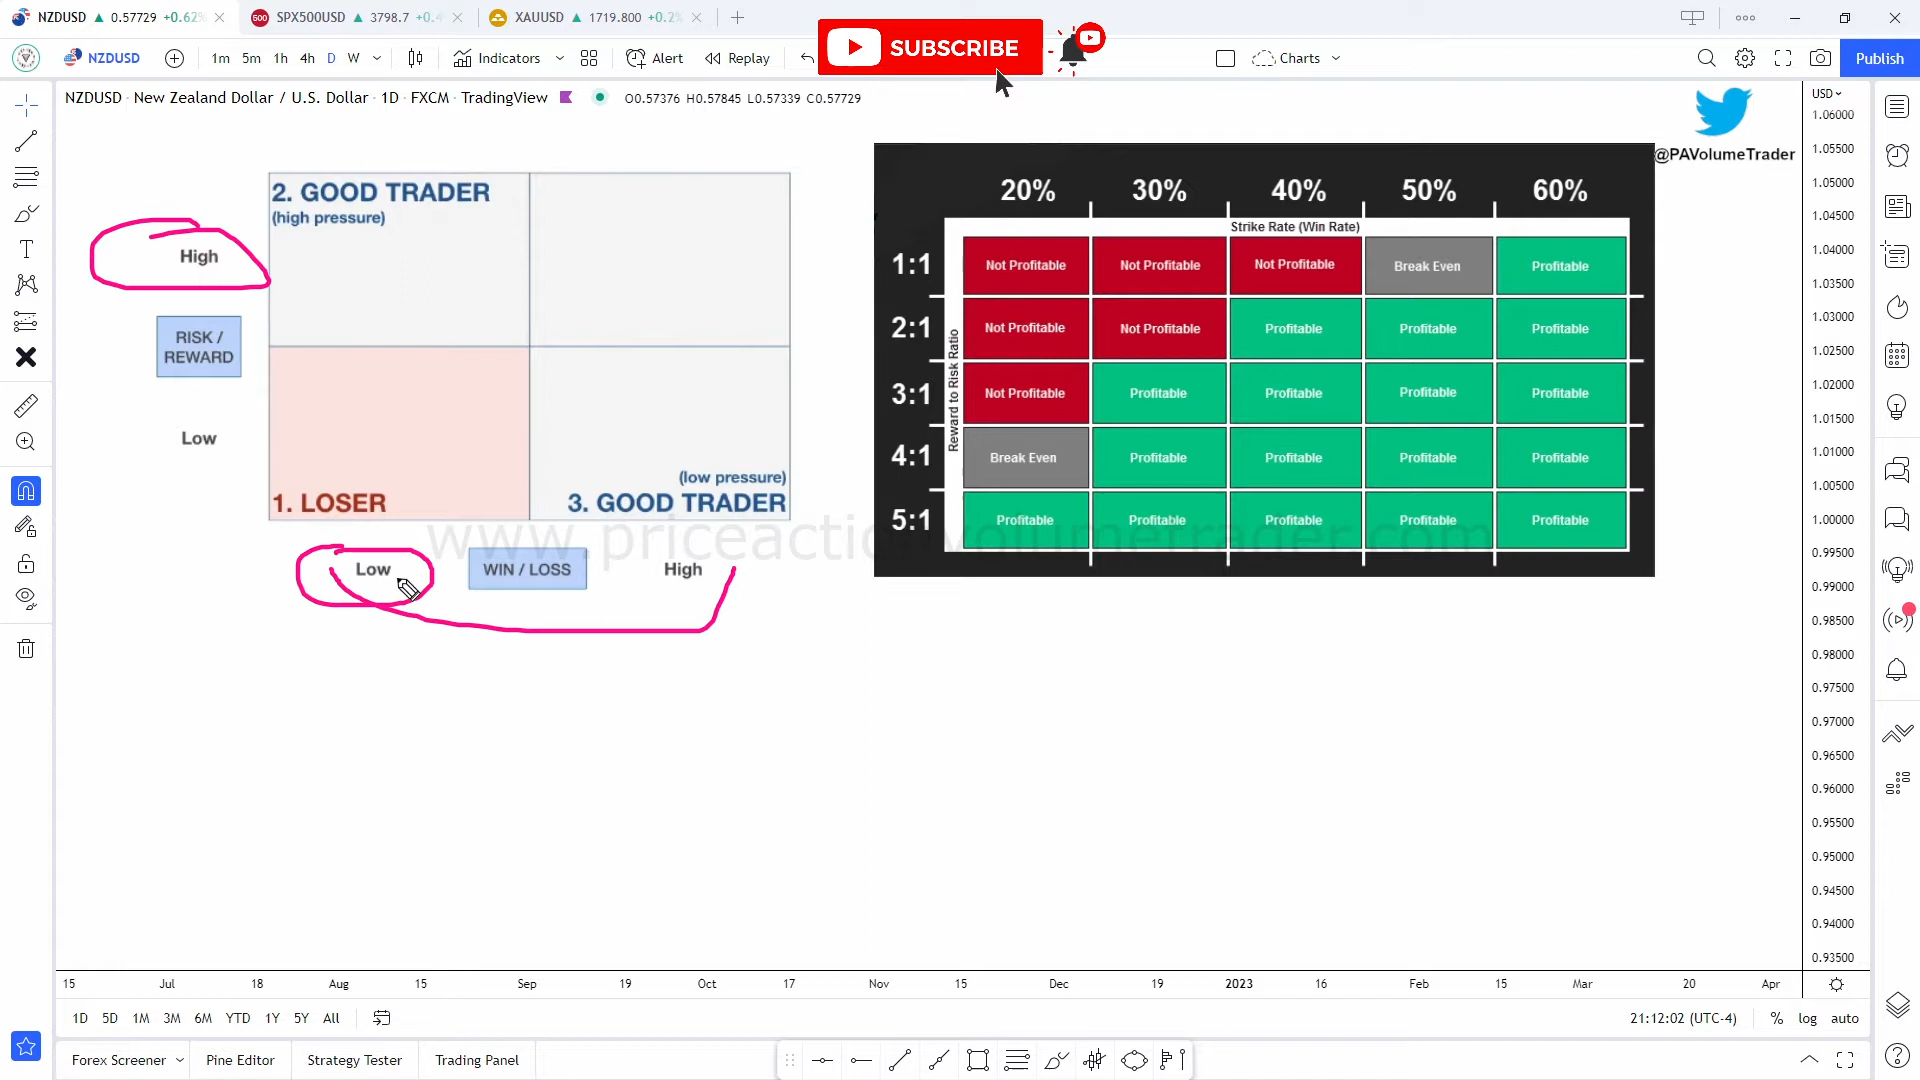 NZDUSD ▲ 0.57729 +0.62%
SPX500USD ▲ 3798.7
XAUUSD ▲ 1719.800
NZDUSD
1m 5m 1h 4h D W
Indicators
Alert
Replay
SUBSCRIBE
Charts
Publish
NZDUSD · New Zealand Dollar / U.S. Dollar · 1D · FXCM · TradingView
O0.57376 H0.57845 L0.57339 C0.57729
USD
@PAVolumeTrader
2. GOOD TRADER
(high pressure)
High
RISK /
REWARD
Low
(low pressure)
1. LOSER
3. GOOD TRADER
Low
WIN / LOSS
High
20% 30% 40% 50% 60%
Strike Rate (Win Rate)
Reward to Risk Ratio
1:1 Not Profitable Not Profitable Not Profitable Break Even Profitable
2:1 Not Profitable Not Profitable Profitable Profitable Profitable
3:1 Not Profitable Profitable Profitable Profitable Profitable
4:1 Break Even Profitable Profitable Profitable Profitable
5:1 Profitable Profitable Profitable Profitable Profitable
www.priceactionvolumetrader.com
1.06000
1.05500
1.05000
1.04500
1.04000
1.03500
1.03000
1.02500
1.02000
1.01500
1.01000
1.00500
1.00000
0.99500
0.99000
0.98500
0.98000
0.97500
0.97000
0.96500
0.96000
0.95500
0.95000
0.94500
0.94000
0.93500
15 Jul 18 Aug 15 Sep 19 Oct 17 Nov 15 Dec 19 2023 16 Feb 15 Mar 20 Apr
1D 5D 1M 3M 6M YTD 1Y 5Y All
21:12:02 (UTC-4) % log auto
Forex Screener
Pine Editor
Strategy Tester
Trading Panel